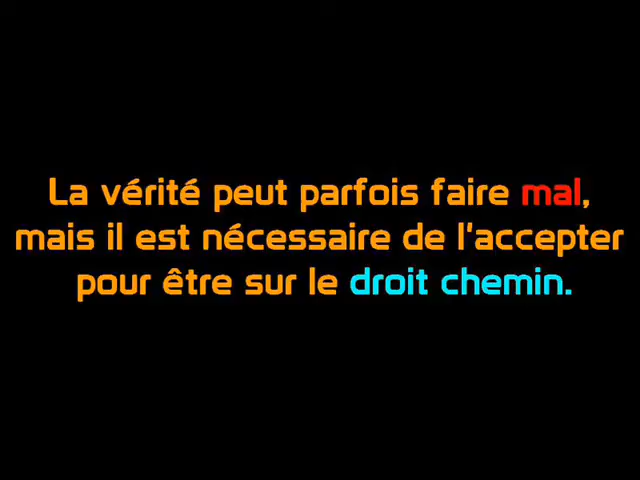 La vérité peut parfois faire mal,
mais il est nécessaire de l'accepter
pour être sur le droit chemin.